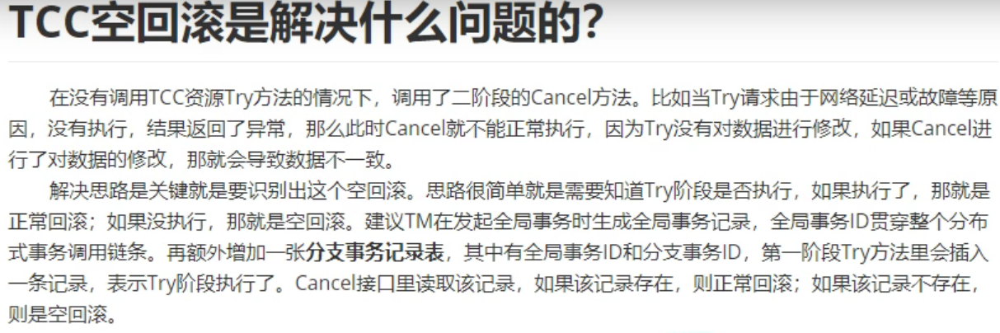 TCC空回滚是解决什么问题的?
在没有调用TCC资源Try方法的情况下，调用了二阶段的Cancel方法。比如当Try请求由于网络延迟或故障等原
因，没有执行，结果返回了异常，那么此时Cancel就不能正常执行，因为Try没有对数据进行修改，如果Cancel进
行了对数据的修改，那就会导致数据不一致。
解决思路是关键就是要识别出这个空回滚。思路很简单就是需要知道Try阶段是否执行，如果执行了，那就是
正常回滚；如果没执行，那就是空回滚。建议TM在发起全局事务时生成全局事务记录，全局事务ID贯穿整个分布
式事务调用链条。再额外增加一张分支事务记录表，其中有全局事务ID和分支事务ID，第一阶段Try方法里会插入
一条记录，表示Try阶段执行了。Cancel接口里读取该记录，如果该记录存在，则正常回滚；如果该记录不存在，
则是空回滚。